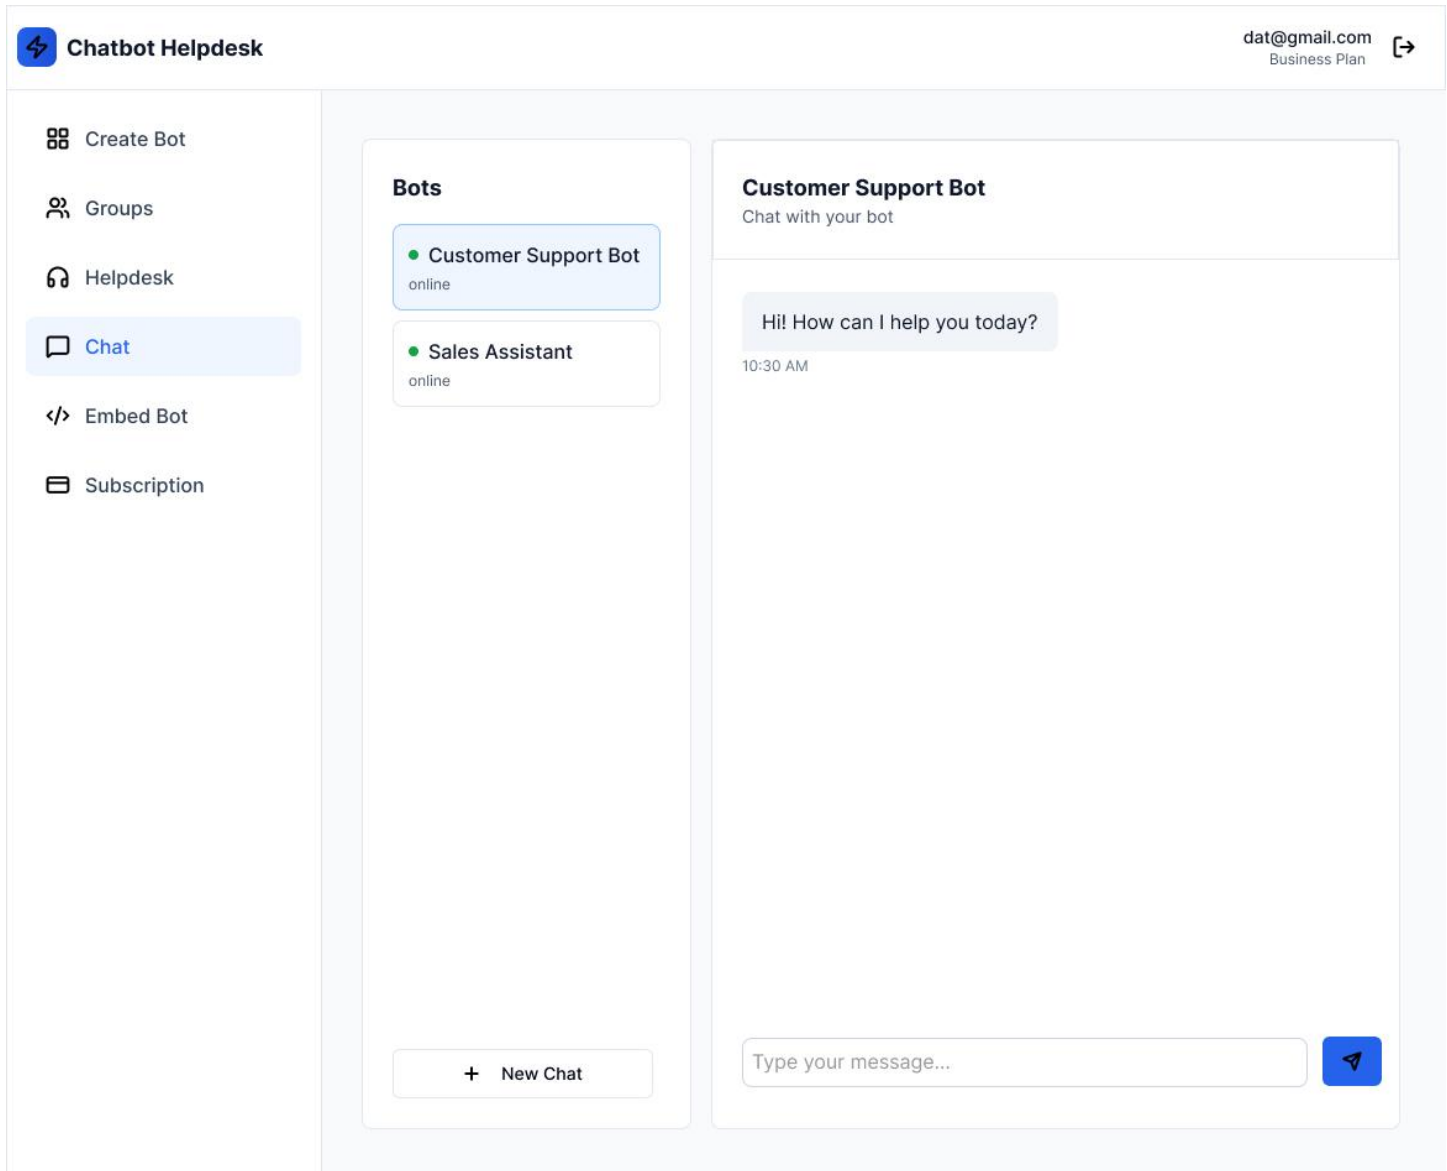 Chatbot Helpdesk
dat@gmail.com
Business Plan
Create Bot
Groups
Helpdesk
Chat
Embed Bot
Subscription
Bots
Customer Support Bot
online
Sales Assistant
online
New Chat
Customer Support Bot
Chat with your bot
Hi! How can I help you today?
10:30 AM
Type your message...